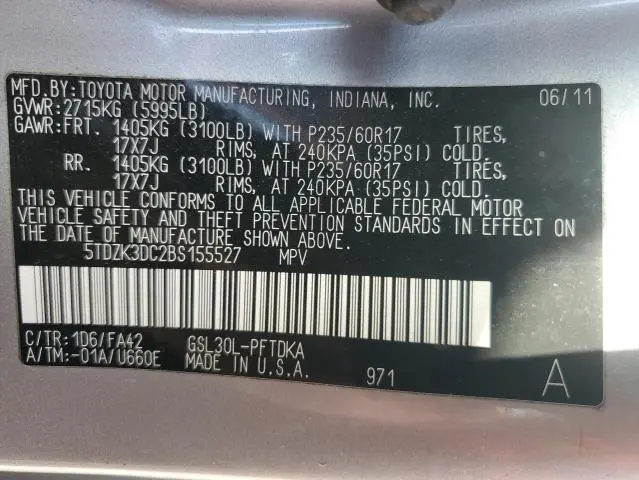 MFD.BY:TOYOTA MOTOR MANUFACTURING, INDIANA, INC. 06/11
GVWR:2715KG (5995LB)
GAWR:FRT. 1405KG (3100LB) WITH P235/60R17 TIRES,
17X7J RIMS, AT 240KPA (35PSI) COLD.
RR. 1405KG (3100LB) WITH P235/60R17 TIRES,
17X7J RIMS, AT 240KPA (35PSI) COLD.
THIS VEHICLE CONFORMS TO ALL APPLICABLE FEDERAL MOTOR
VEHICLE SAFETY AND THEFT PREVENTION STANDARDS IN EFFECT ON
THE DATE OF MANUFACTURE SHOWN ABOVE.
5TDZK3DC2BS155527 MPV
C/TR:1D6/FA42 GSL30L-PFTDKA
A/TM:-01A/U660E MADE IN U.S.A. 971 A